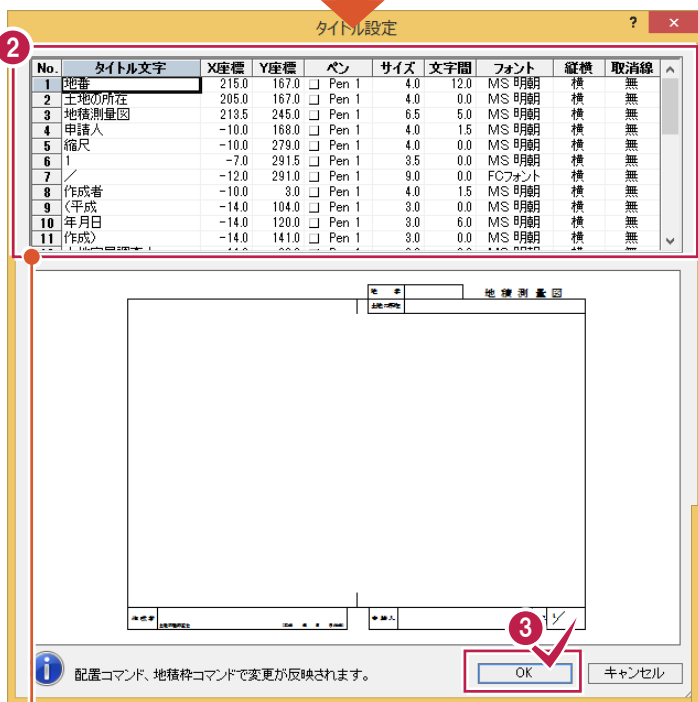 タイトル設定 ? ×
2
No. タイトル文字 X座標 Y座標 ペン サイズ 文字間 フォント 縦横 取消線
1 地番 215.0 167.0 Pen 1 4.0 12.0 MS 明朝 横 無
2 土地の所在 205.0 167.0 Pen 1 4.0 0.0 MS 明朝 横 無
3 地積測量図 213.5 245.0 Pen 1 6.5 5.0 MS 明朝 横 無
4 申請人 -10.0 168.0 Pen 1 4.0 1.5 MS 明朝 横 無
5 縮尺 -10.0 279.0 Pen 1 4.0 0.0 MS 明朝 横 無
6 1 -7.0 291.5 Pen 1 3.5 0.0 MS 明朝 横 無
7 ／ -12.0 291.0 Pen 1 9.0 0.0 FCフォント 横 無
8 作成者 -10.0 3.0 Pen 1 4.0 1.5 MS 明朝 横 無
9 (平成 -14.0 104.0 Pen 1 3.0 0.0 MS 明朝 横 無
10 年月日 -14.0 120.0 Pen 1 3.0 6.0 MS 明朝 横 無
11 作成) -14.0 141.0 Pen 1 3.0 0.0 MS 明朝 横 無
地番 地積測量図
土地の所在
作成者 申請人 1/
3
配置コマンド、地積枠コマンドで変更が反映されます。 OK キャンセル